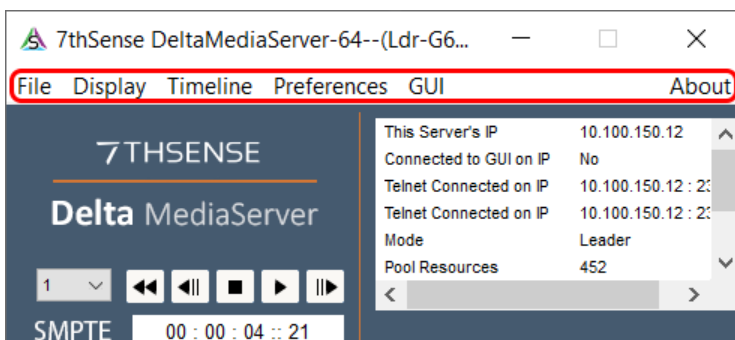 7thSense DeltaMediaServer-64--(Ldr-G6...
File Display Timeline Preferences GUI About
7THSENSE
Delta MediaServer
1
SMPTE 00 : 00 : 04 :: 21
This Server's IP 10.100.150.12
Connected to GUI on IP No
Telnet Connected on IP 10.100.150.12 : 23
Telnet Connected on IP 10.100.150.12 : 23
Mode Leader
Pool Resources 452